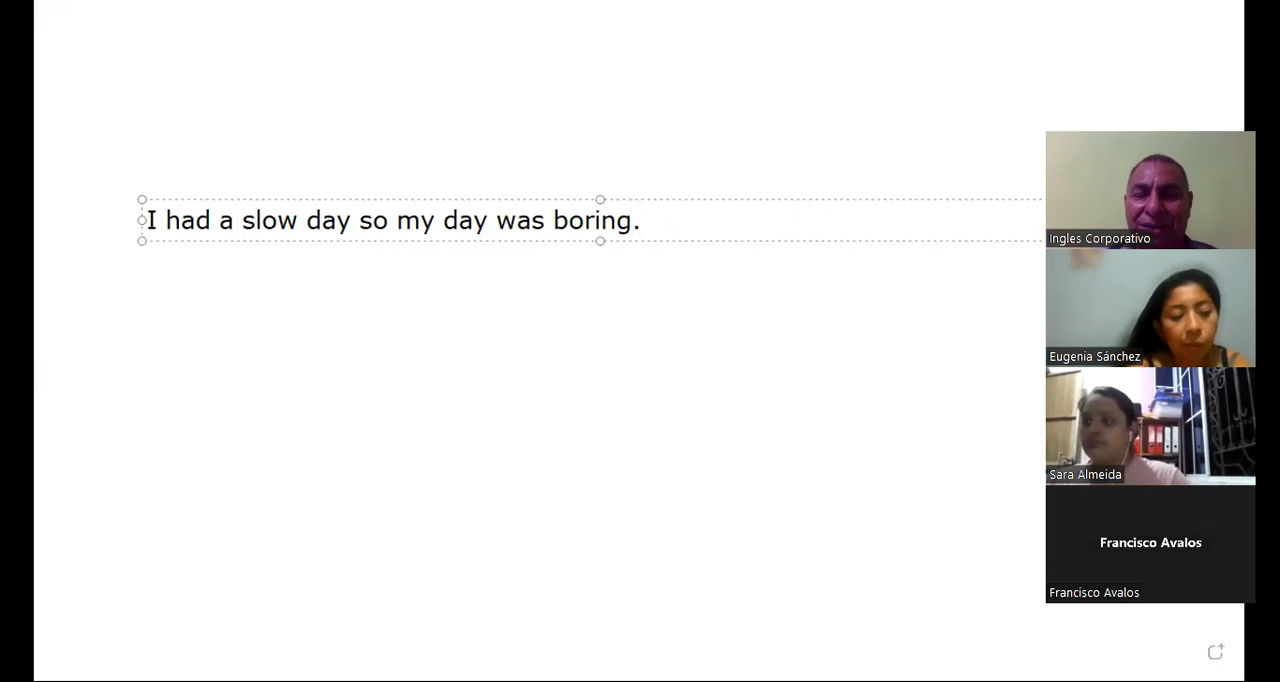 I had a slow day so my day was boring.
Ingles Corporativo
Eugenia Sánchez
Sara Almeida
Francisco Avalos
Francisco Avalos